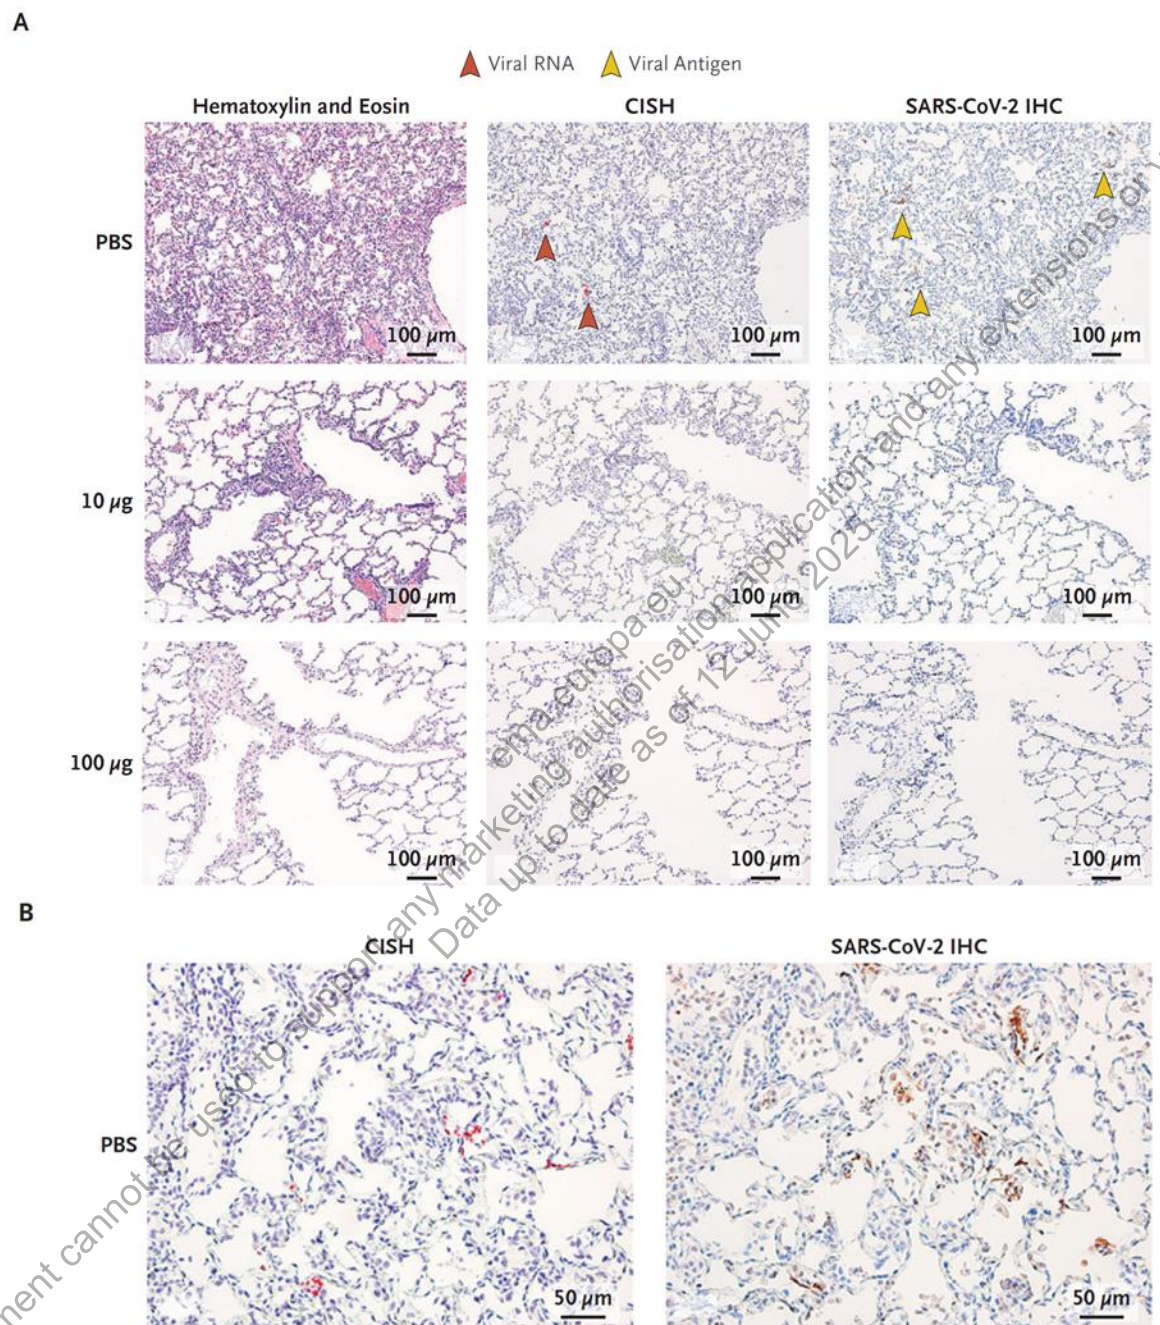 A
Viral RNA Viral Antigen
Hematoxylin and Eosin CISH SARS-CoV-2 IHC
PBS
100 µm 100 µm 100 µm
10 µg
100 µm 100 µm 100 µm
100 µg
100 µm 100 µm 100 µm
B
CISH SARS-CoV-2 IHC
PBS
50 µm 50 µm
cannot be used to support any marketing authorisation application and any extensions or
ema.europa.eu
Data up to date as of 12 June 2025